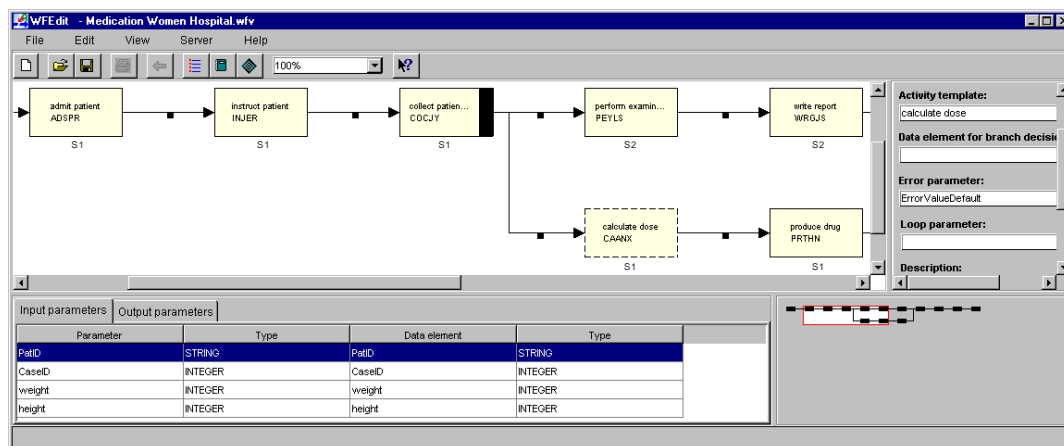 WFEdit - Medication Women Hospital.wfv
File Edit View Server Help
100%
admit patient
ADSPR
S1
instruct patient
INJER
S1
collect patien...
COCJY
S1
perform examin...
PEYLS
S2
write report
WRGJS
S2
calculate dose
CAANX
S1
produce drug
PRTHN
S1
Activity template:
calculate dose
Data element for branch decisio
Error parameter:
ErrorValueDefault
Loop parameter:
Description:
Input parameters Output parameters
Parameter Type Data element Type
PatID STRING PatID STRING
CaseID INTEGER CaseID INTEGER
weight INTEGER weight INTEGER
height INTEGER height INTEGER